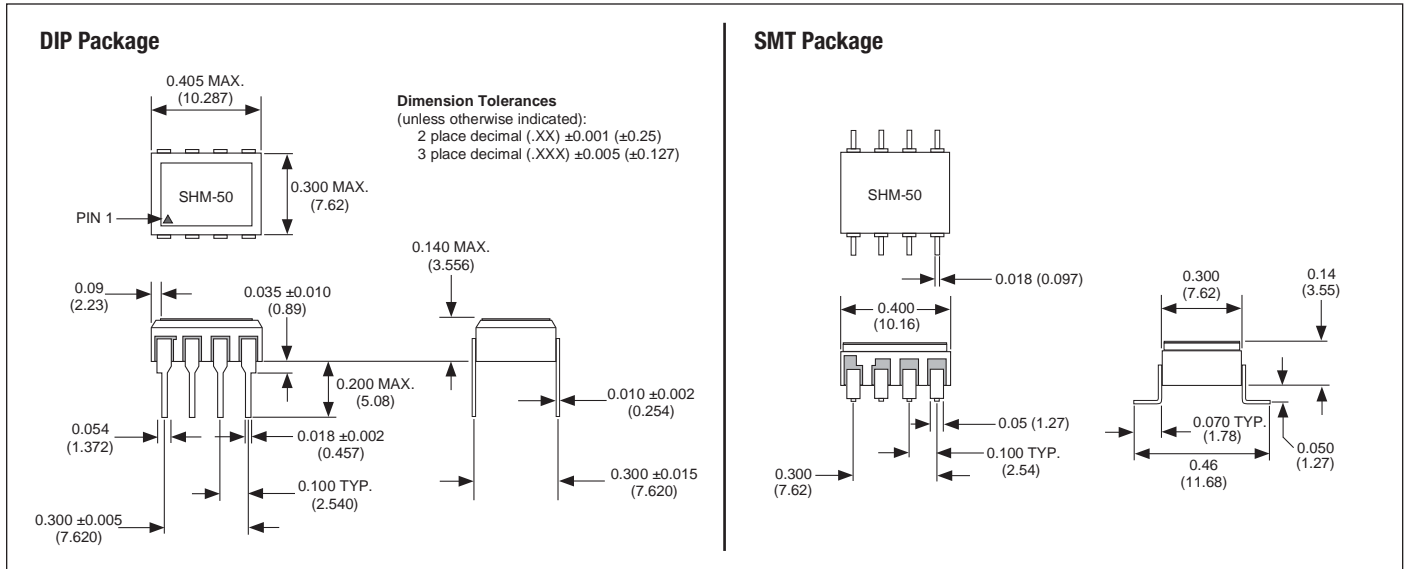 DIP Package
0.405 MAX.
(10.287)
Dimension Tolerances
(unless otherwise indicated):
2 place decimal (.XX) ±0.001 (±0.25)
3 place decimal (.XXX) ±0.005 (±0.127)
SHM-50
0.300 MAX.
(7.62)
PIN 1
0.140 MAX.
(3.556)
0.09
(2.23)
0.035 ±0.010
(0.89)
0.200 MAX.
(5.08)
0.010 ±0.002
(0.254)
0.054
(1.372)
0.018 ±0.002
(0.457)
0.100 TYP.
(2.540)
0.300 ±0.015
(7.620)
0.300 ±0.005
(7.620)
SMT Package
SHM-50
0.018 (0.097)
0.400
(10.16)
0.300
(7.62)
0.14
(3.55)
0.05 (1.27)
0.100 TYP.
(2.54)
0.300
(7.62)
0.070 TYP.
(1.78)
0.050
(1.27)
0.46
(11.68)